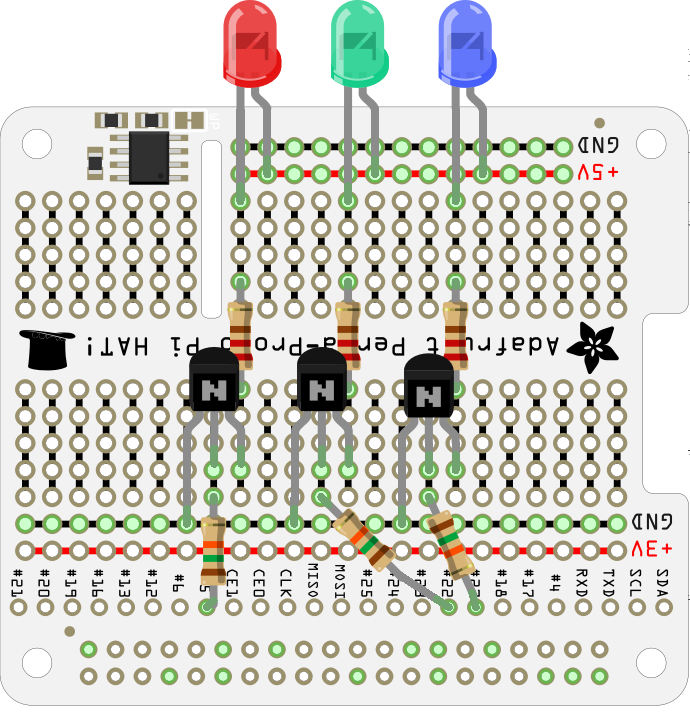 WP
GND
+5V
Adafruit Perma-Proto Pi HAT!
N N N
GND
+3V
#21 #20 #19 #16 #13 #12 #6 #5 CE1 CE0 CLK MISO MOSI #25 #24 #23 #22 #27 #18 #17 #4 RXD TXD SCL SDA